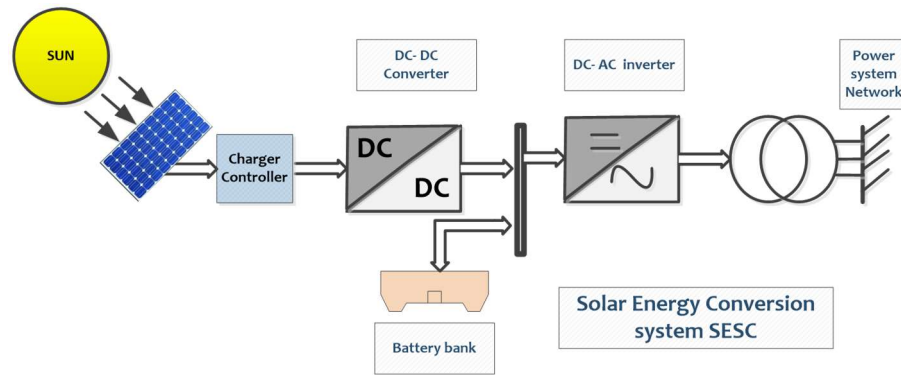 SUN
DC- DC
Converter
DC- AC inverter
Power
system
Network
Charger
Controller
DC
DC
Battery bank
Solar Energy Conversion
system SESC